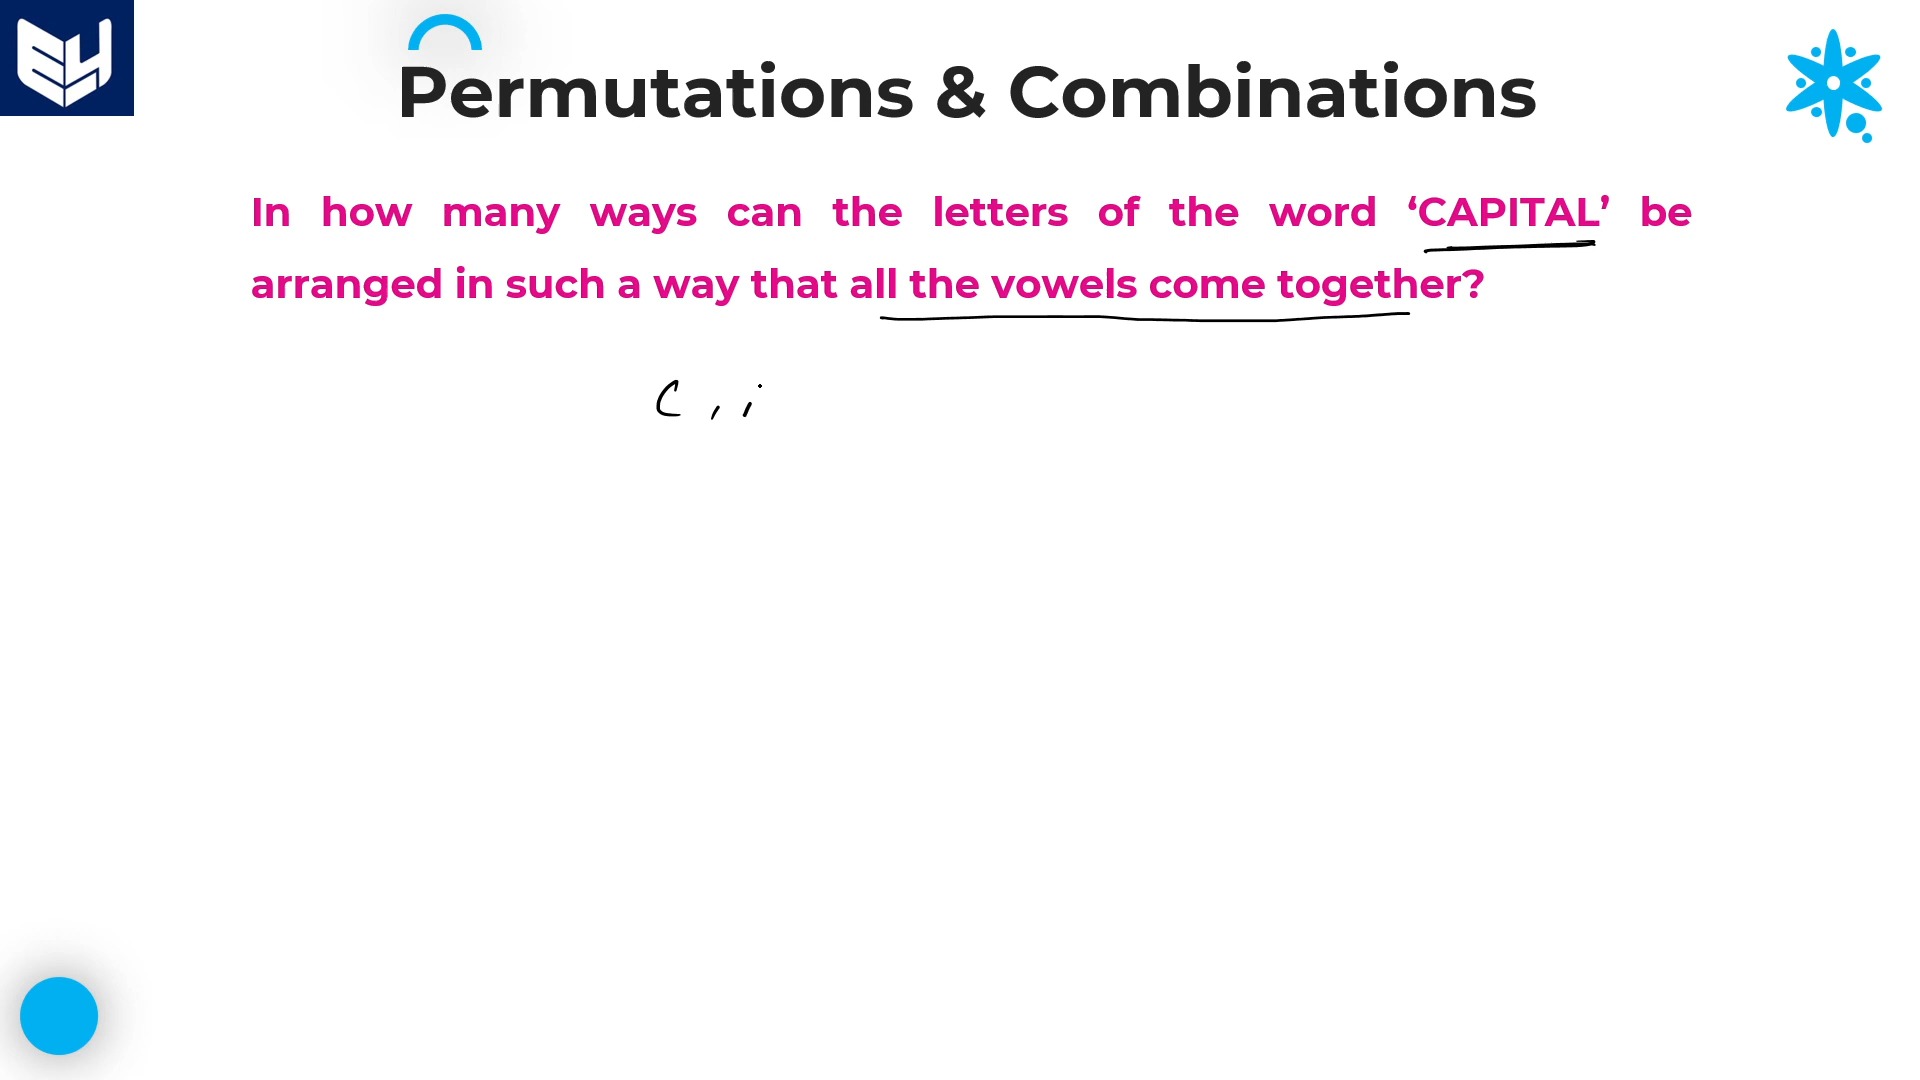 Permutations & Combinations
In how many ways can the letters of the word ‘CAPITAL’ be
arranged in such a way that all the vowels come together?
C , i